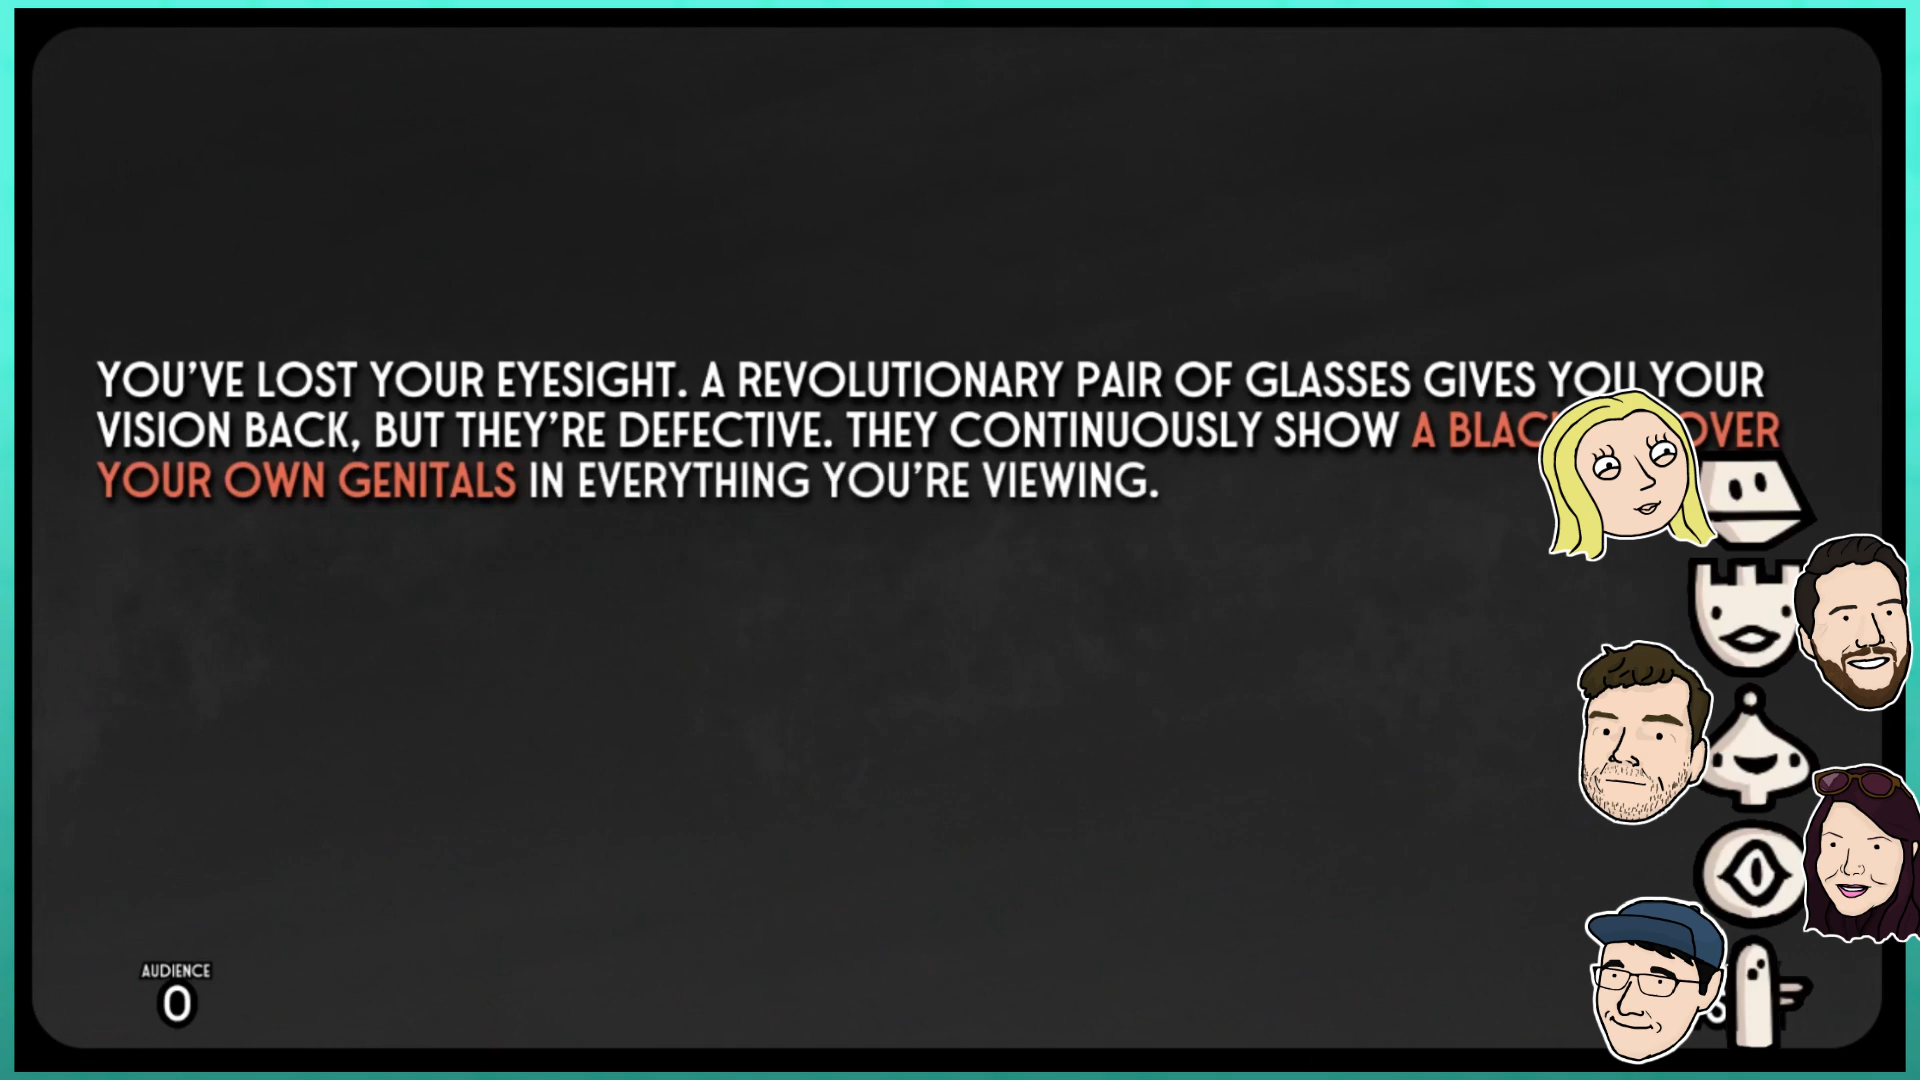 YOU'VE LOST YOUR EYESIGHT. A REVOLUTIONARY PAIR OF GLASSES GIVES YOU YOUR
VISION BACK, BUT THEY'RE DEFECTIVE. THEY CONTINUOUSLY SHOW A OVER
YOUR OWN GENITALS IN EVERYTHING YOU'RE VIEWING.
AUDIENCE
0